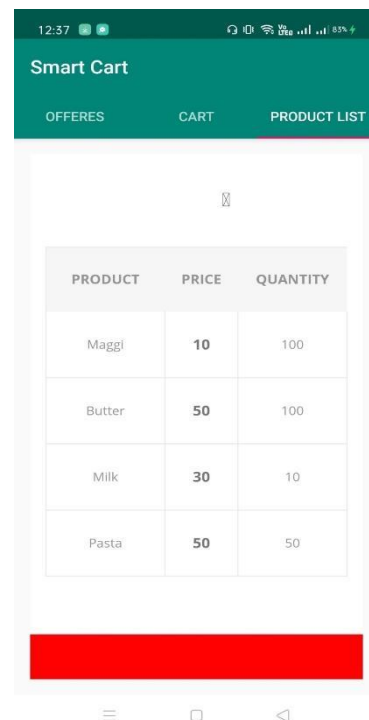 12:37 83%
Smart Cart
OFFERES CART PRODUCT LIST
PRODUCT PRICE QUANTITY
Maggi 10 100
Butter 50 100
Milk 30 10
Pasta 50 50